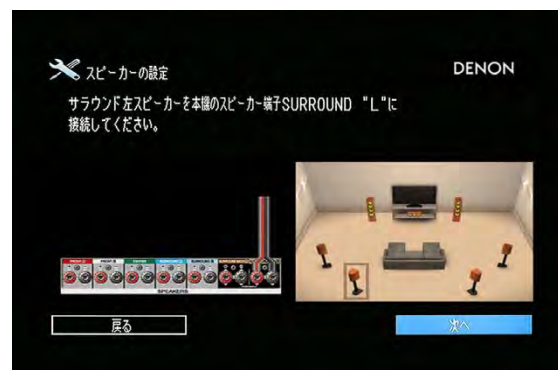 スピーカーの設定
DENON
サラウンド左スピーカーを本機のスピーカー端子SURROUND "L"に
接続してください。
SPEAKERS
戻る
次へ